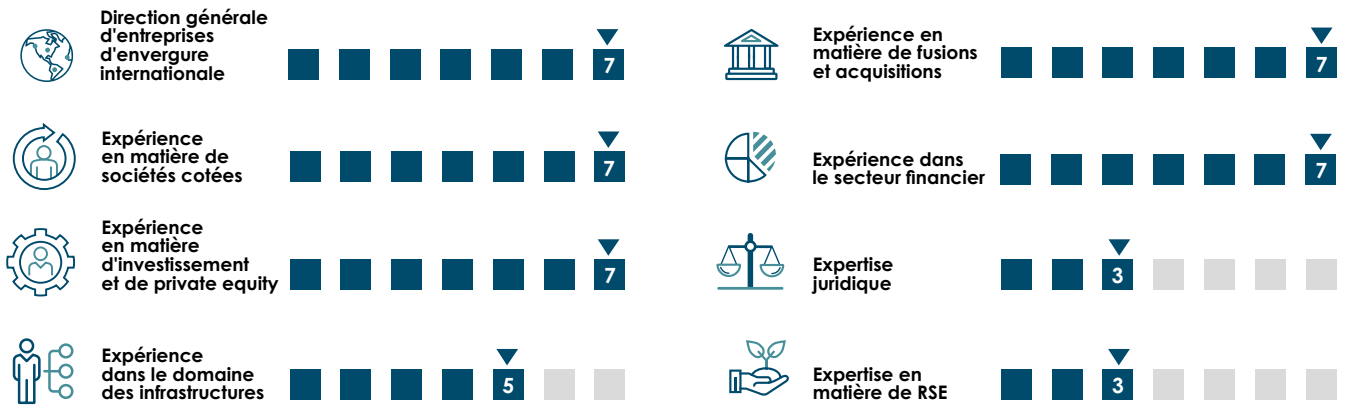 Direction générale
d'entreprises
d'envergure
internationale
7
Expérience
en matière de
sociétés cotées
7
Expérience
en matière
d'investissement
et de private equity
7
Expérience
dans le domaine
des infrastructures
5
Expérience en
matière de fusions
et acquisitions
7
Expérience dans
le secteur financier
7
Expertise
juridique
3
Expertise en
matière de RSE
3